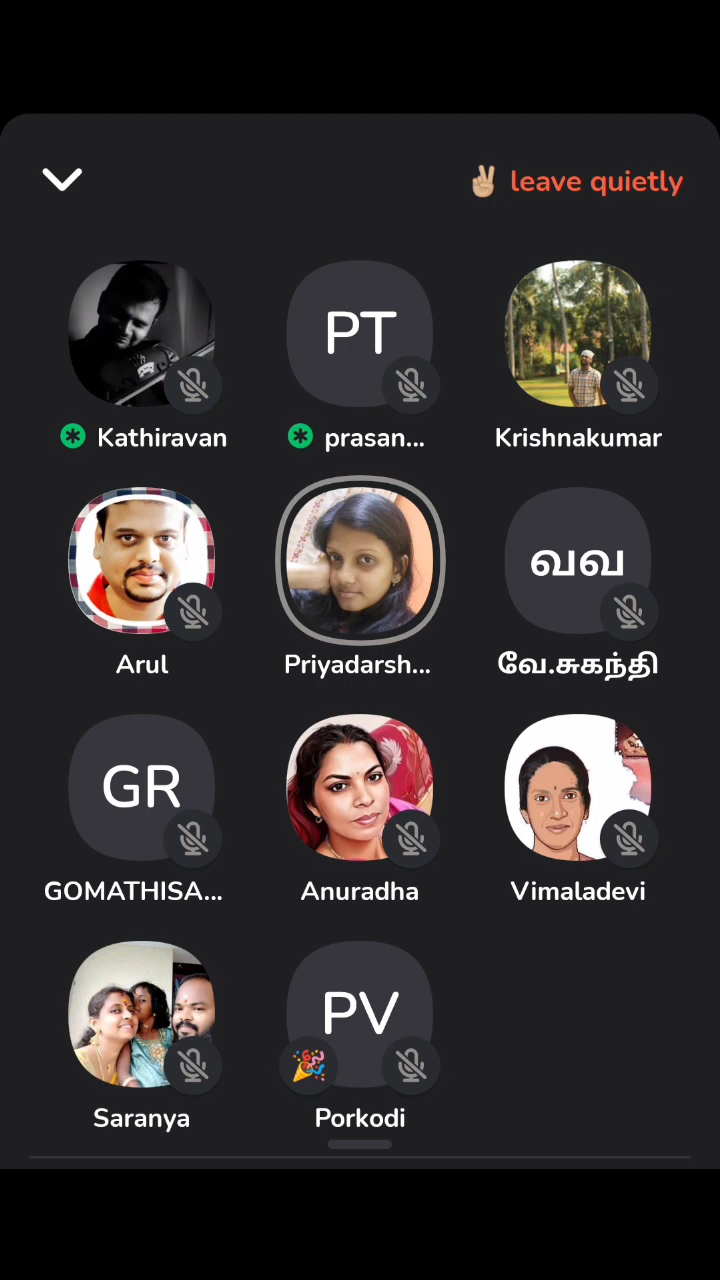 ✌🏼 leave quietly
PT
Kathiravan
prasan...
Krishnakumar
வவ
Arul
Priyadarsh...
வே.சுகந்தி
GR
GOMATHISA...
Anuradha
Vimaladevi
PV
Saranya
Porkodi